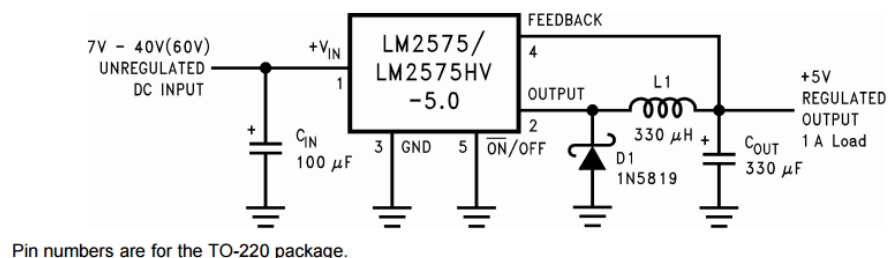 FEEDBACK
7V – 40V(60V)
UNREGULATED
DC INPUT
+VIN
1
LM2575/
LM2575HV
-5.0
4
OUTPUT
2
L1
330 μH
+5V
REGULATED
OUTPUT
1 A Load
+
CIN
100 μF
3
GND
5
ON/OFF
D1
1N5819
+
COUT
330 μF
Pin numbers are for the TO-220 package.